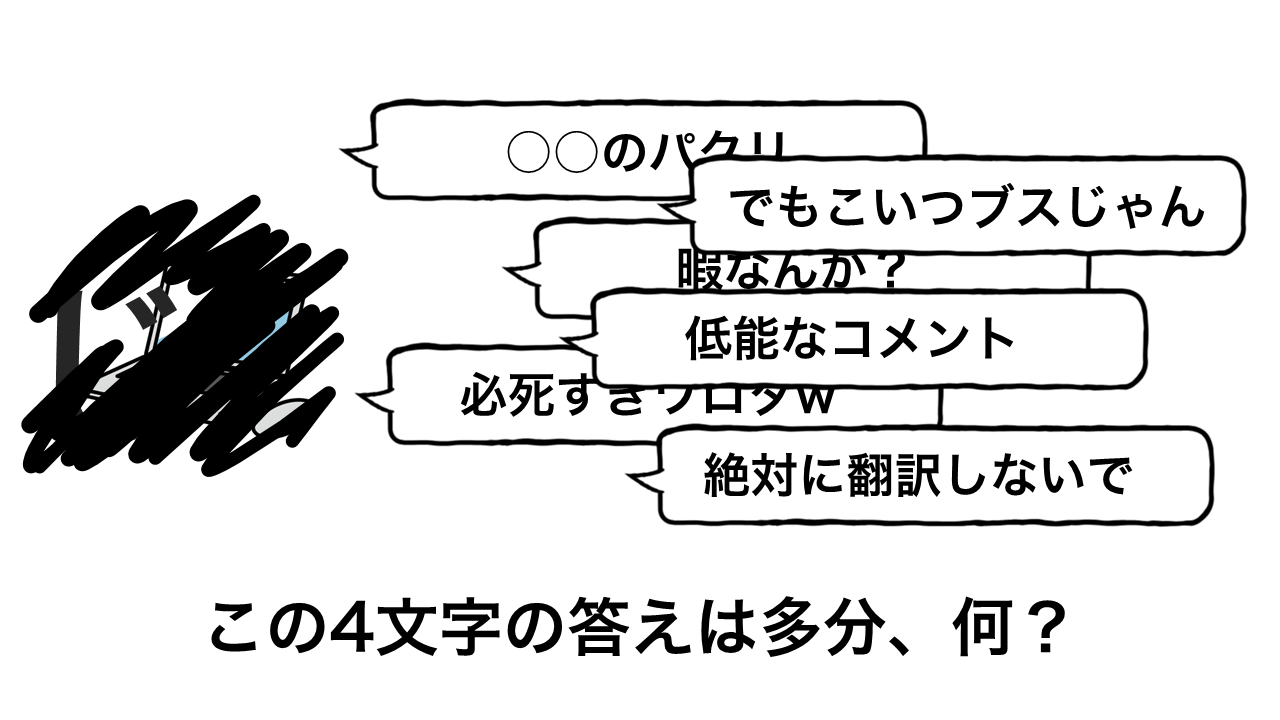 ○○のパクリ
でもこいつブスじゃん
暇なんか？
低能なコメント
必死すぎワロタw
絶対に翻訳しないで
この4文字の答えは多分、何？